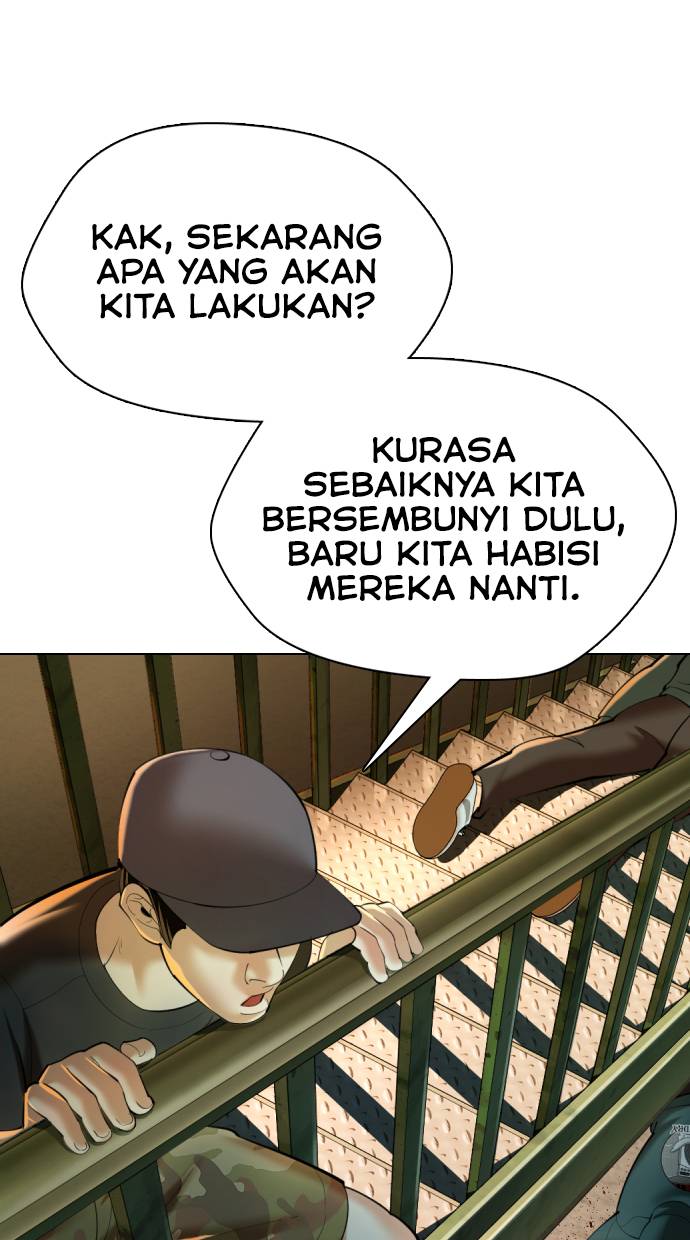 KAK, SEKARANG
APA YANG AKAN
KITA LAKUKAN?
KURASA
SEBAIKNYA KITA
BERSEMBUNYI DULU,
BARU KITA HABISI
MEREKA NANTI.